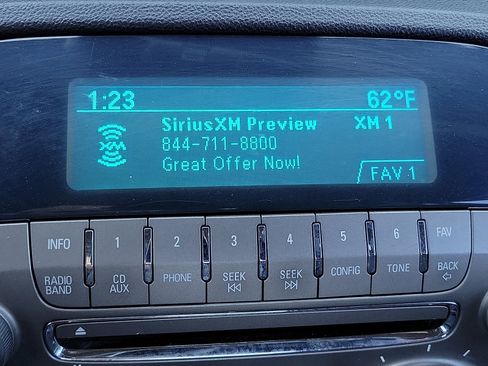 1:23 62°F
SiriusXM Preview XM 1
844-711-8800
Great Offer Now!
FAV 1
XM
INFO 1 2 3 4 5 6 FAV
RADIO BAND CD AUX PHONE SEEK SEEK CONFIG TONE BACK